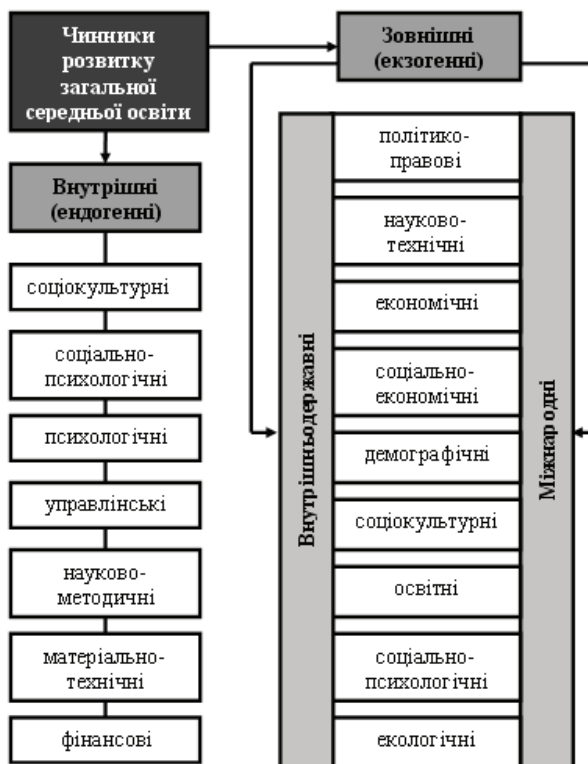 Чинники
розвитку
загальної
середньої освіти
Зовнішні
(екзогенні)
Внутрішні
(ендогенні)
соціокультурні
соціально-
психологічні
психологічні
управлінські
науково-
методичні
матеріально-
технічні
фінансові
Внутрішньодержавні
політико-
правові
науково-
технічні
економічні
соціально-
економічні
демографічні
соціокультурні
освітні
соціально-
психологічні
екологічні
Міжнародні